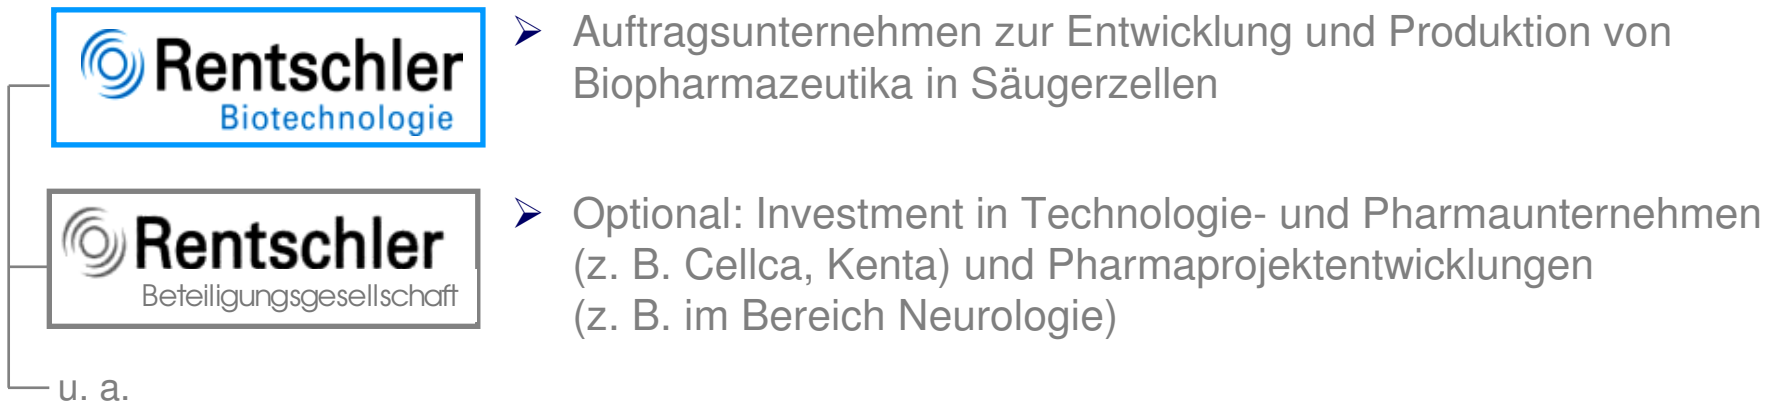 Rentschler
Biotechnologie
➢ Auftragsunternehmen zur Entwicklung und Produktion von
Biopharmazeutika in Säugerzellen
Rentschler
Beteiligungsgesellschaft
➢ Optional: Investment in Technologie- und Pharmaunternehmen
(z. B. Cellca, Kenta) und Pharmaprojektentwicklungen
(z. B. im Bereich Neurologie)
u. a.